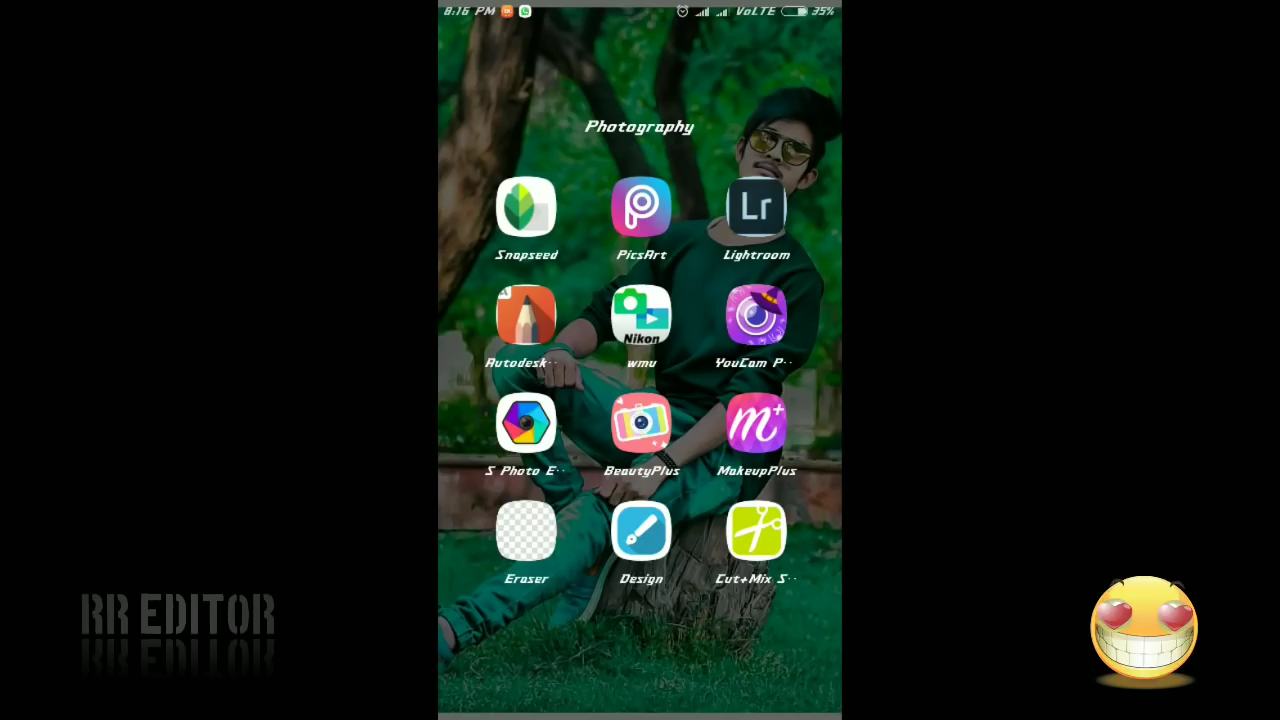 8:16 PM VoLTE 35%
Photography
Lr
Snapseed PicsArt Lightroom
A Nikon
Autodesk·· wmu YouCam P··
m+
S Photo E·· BeautyPlus MakeupPlus
Eraser Design Cut+Mix S··
RR EDITOR